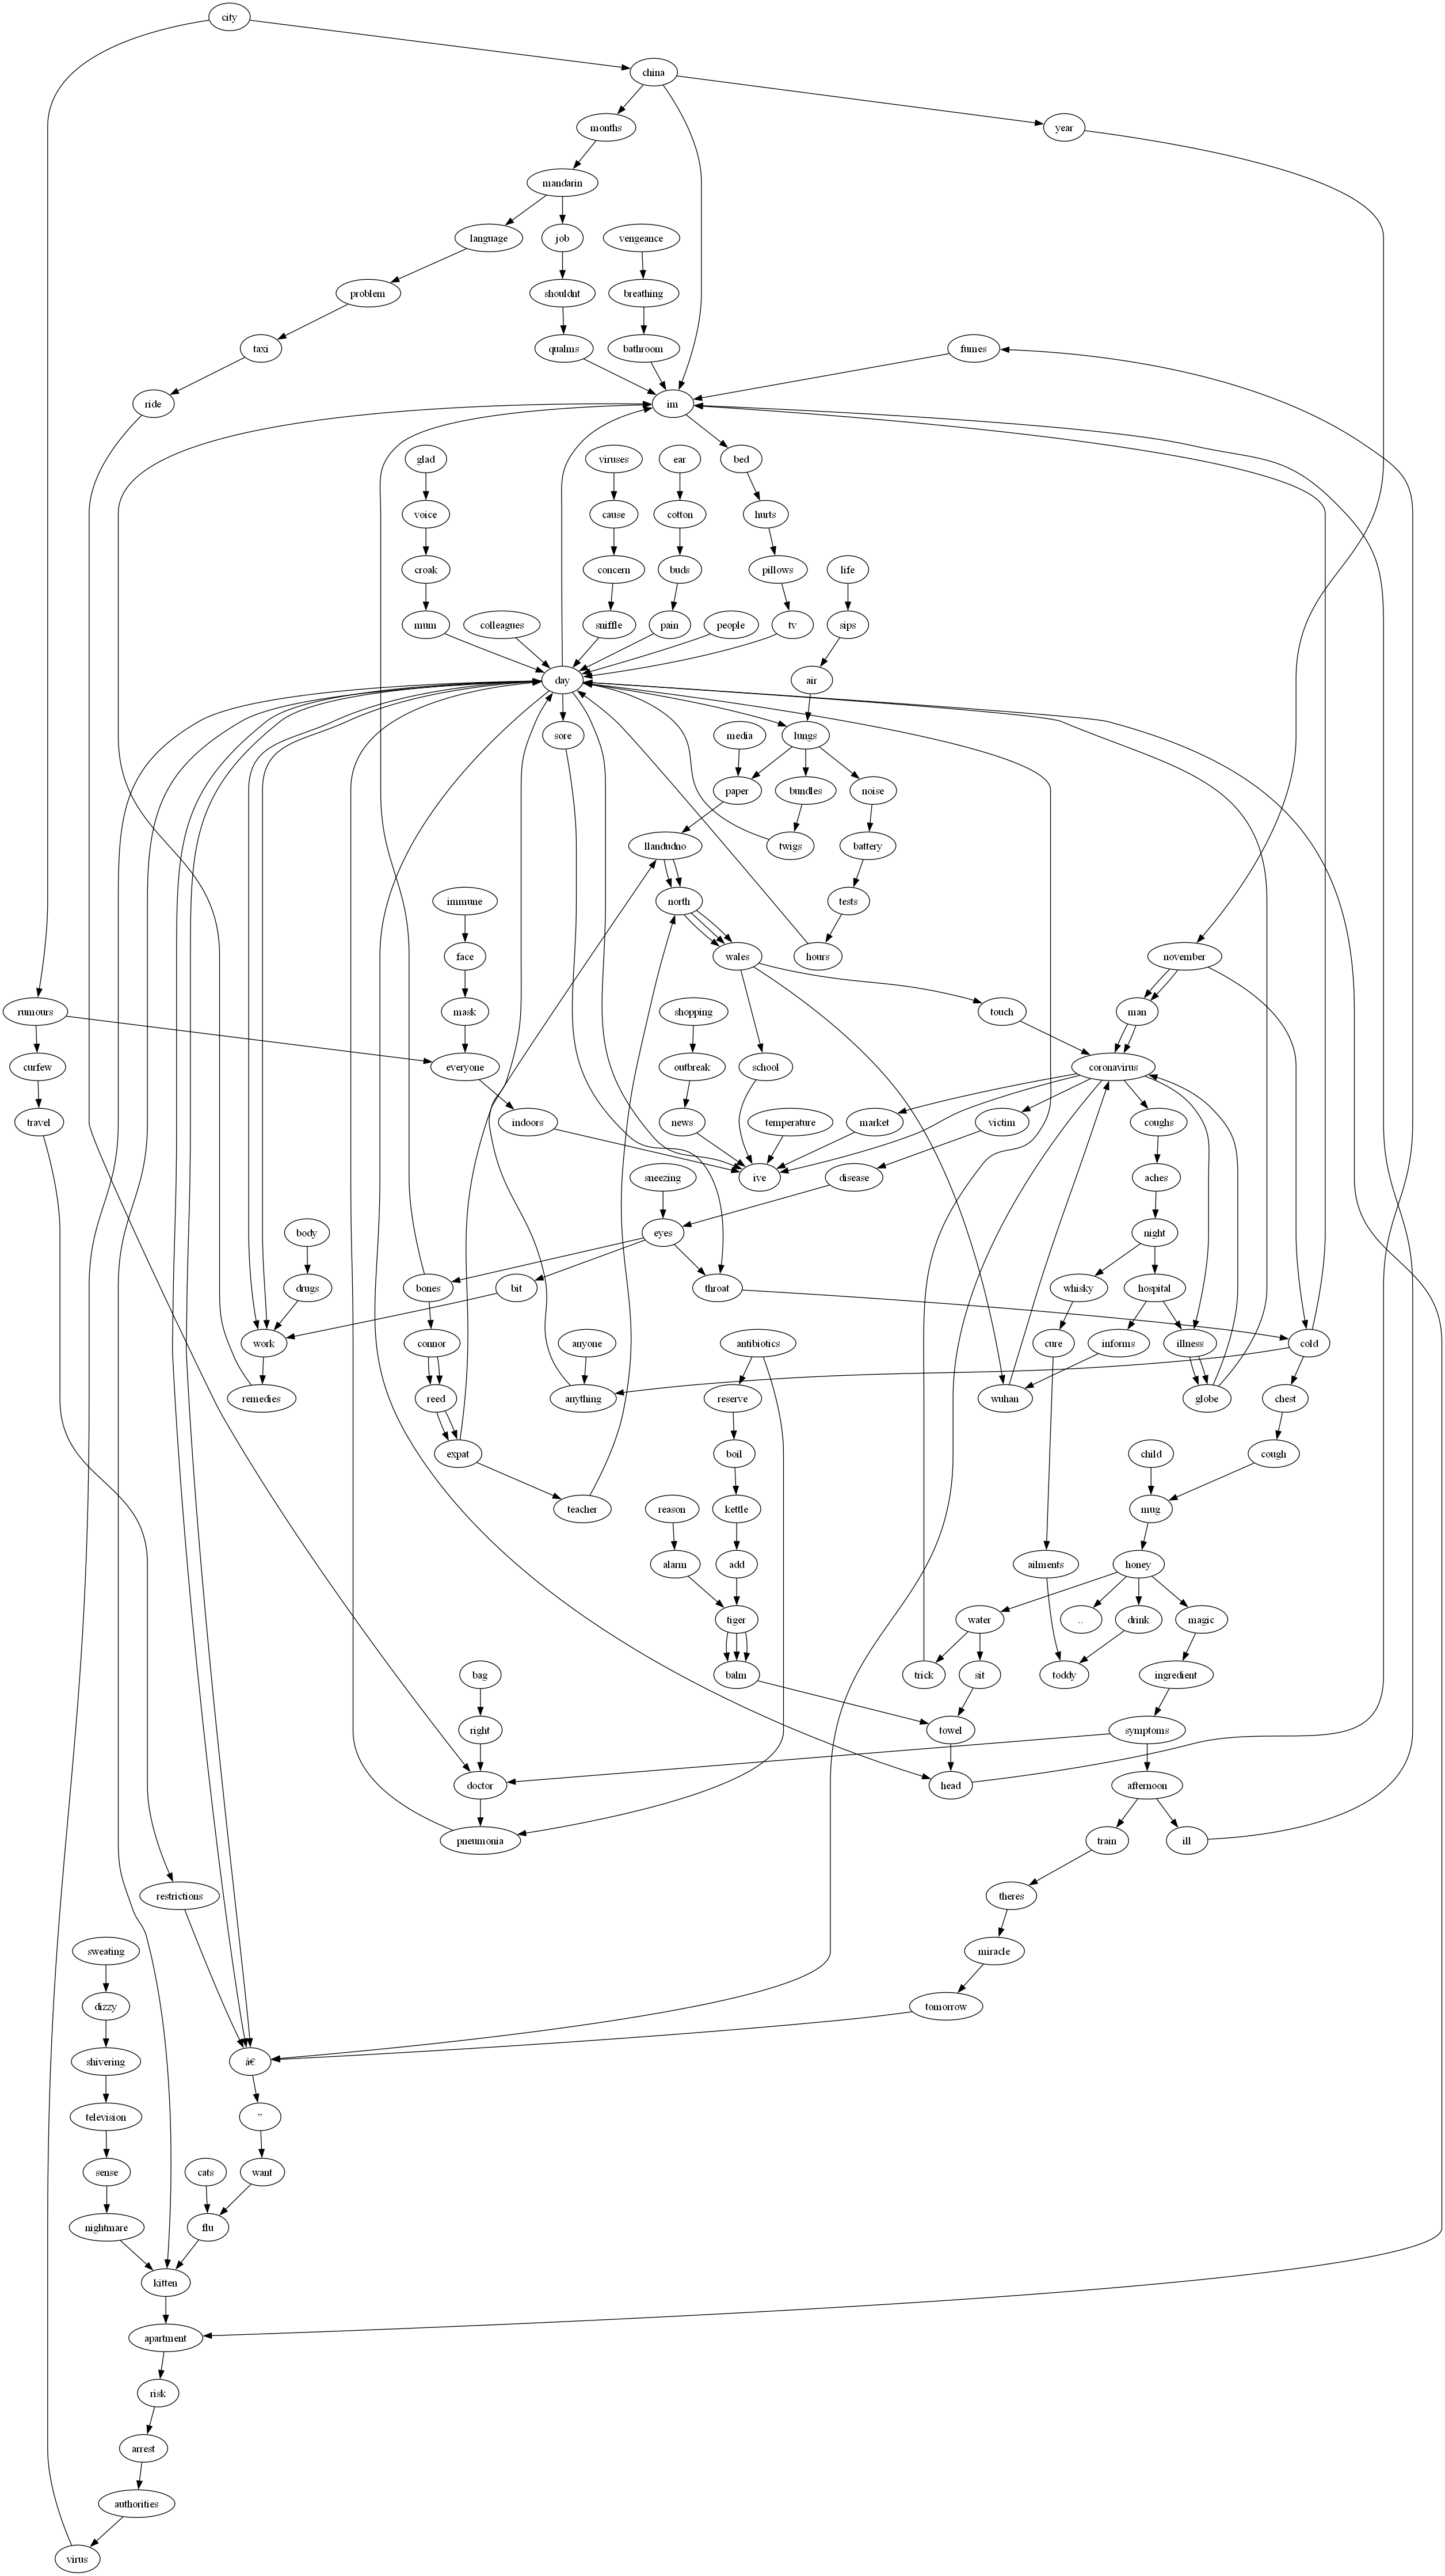 city
china
months
year
mandarin
language
job
vengeance
problem
shouldnt
breathing
taxi
qualms
bathroom
fumes
ride
im
glad
viruses
ear
bed
voice
cause
cotton
hurts
croak
concern
buds
pillows
life
mum
colleagues
sniffle
pain
people
tv
sips
day
air
sore
media
lungs
paper
bundles
noise
llandudno
twigs
battery
immune
north
tests
face
wales
hours
november
rumours
mask
shopping
touch
man
curfew
everyone
outbreak
school
coronavirus
travel
indoors
news
temperature
market
victim
coughs
sneezing
ive
disease
aches
body
eyes
night
drugs
bones
bit
throat
whisky
hospital
work
connor
anyone
antibiotics
cure
informs
illness
cold
remedies
reed
anything
reserve
wuhan
globe
chest
expat
boil
child
cough
teacher
reason
kettle
mug
alarm
add
ailments
honey
tiger
water
..
drink
magic
bag
balm
trick
sit
toddy
ingredient
right
towel
symptoms
doctor
head
afternoon
pneumonia
train
ill
restrictions
theres
sweating
miracle
dizzy
tomorrow
shivering
â€
television
”
sense
cats
want
nightmare
flu
kitten
apartment
risk
arrest
authorities
virus